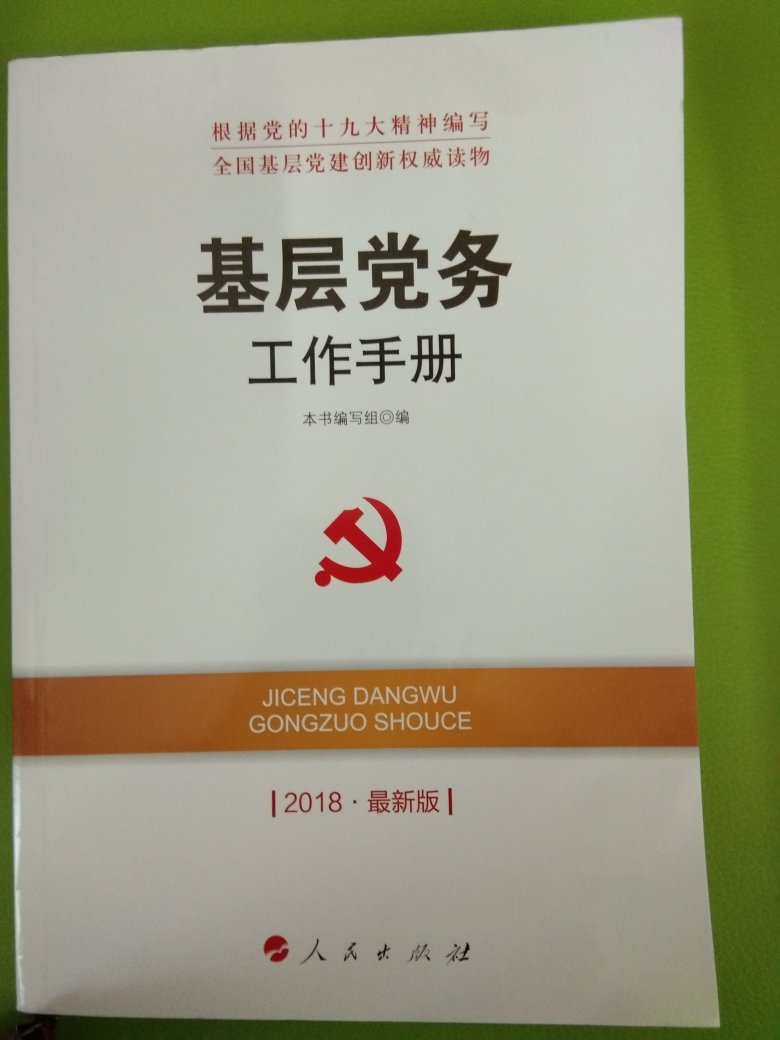 根据党的十九大精神编写
全国基层党建创新权威读物
基层党务
工作手册
本书编写组◎编
JICENG DANGWU
GONGZUO SHOUCE
2018·最新版
人民出版社